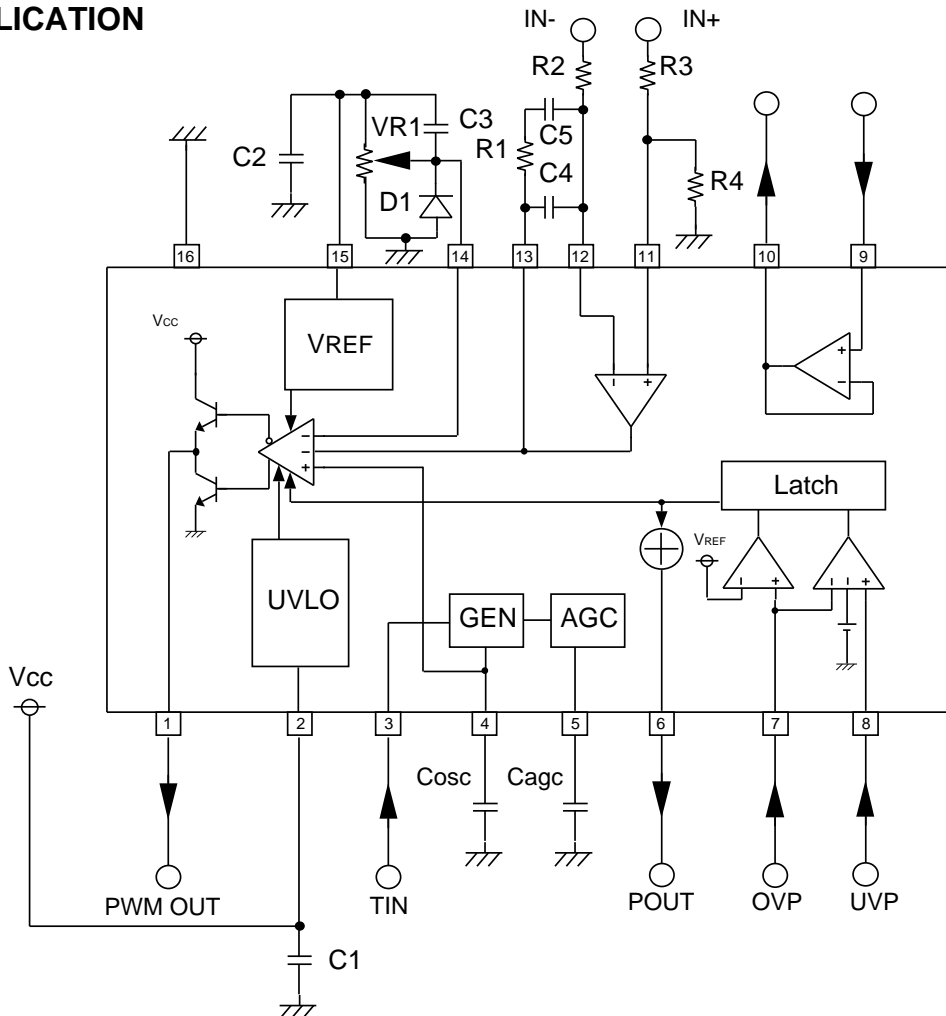 LICATION
IN- IN+
R2 R3
VR1 C3
C5
R1
C2
C4
R4
D1
16 15 14 13 12 11 10 9
Vcc
VREF
+
−
− +
−
−
+
Latch
VREF
− + − − +
UVLO
GEN AGC
Vcc
1 2 3 4 5 6 7 8
Cosc Cagc
PWM OUT TIN POUT OVP UVP
C1